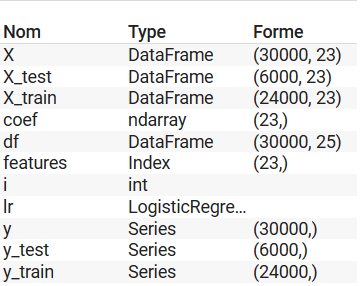 Nom Type Forme
X DataFrame (30000, 23)
X_test DataFrame (6000, 23)
X_train DataFrame (24000, 23)
coef ndarray (23,)
df DataFrame (30000, 25)
features Index (23,)
i int
lr LogisticRegre...
y Series (30000,)
y_test Series (6000,)
y_train Series (24000,)